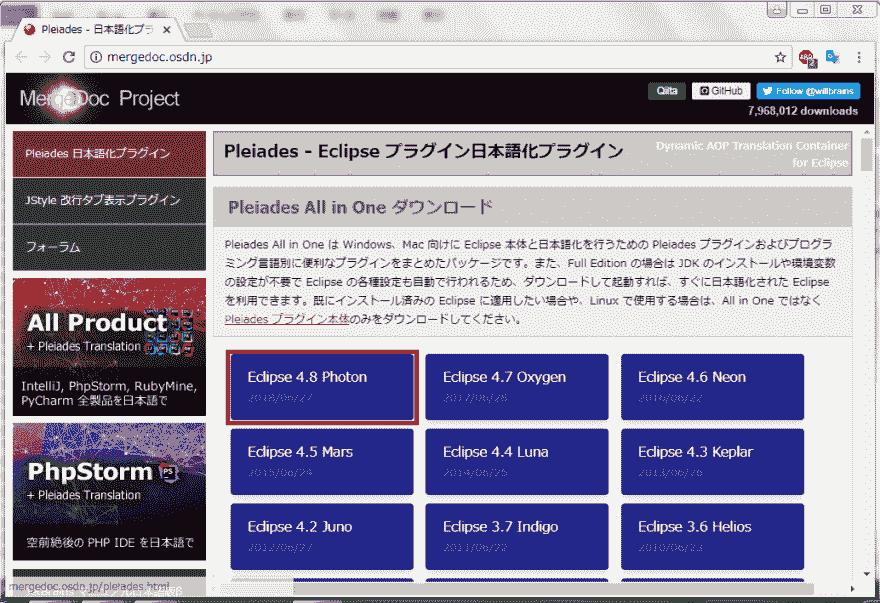 Pleiades - 日本語化プラ
mergedoc.osdn.jp
MergeDoc Project
Qiita
GitHub
Follow @willbrans
7,968,012 downloads
Pleiades 日本語化プラグイン
JStyle 改行タブ表示プラグイン
フォーラム
All Product
+ Pleiades Translation
IntelliJ, PhpStorm, RubyMine,
PyCharm 全製品を日本語で
PhpStorm
PS
+ Pleiades Translation
空前絶後の PHP IDE を日本語で
Pleiades - Eclipse プラグイン日本語化プラグイン
Dynamic AOP Translation Container
for Eclipse
Pleiades All in One ダウンロード
Pleiades All in One は Windows、Mac 向けに Eclipse 本体と日本語化を行うための Pleiades プラグインおよびプログラ
ミング言語別に便利なプラグインをまとめたパッケージです。また、Full Edition の場合は JDK のインストールや環境変数
の設定が不要で Eclipse の各種設定も自動で行われるため、ダウンロードして起動すれば、すぐに日本語化された Eclipse
を利用できます。既にインストール済みの Eclipse に適用したい場合や、Linux で使用する場合は、All in One ではなく
Pleiades プラグイン本体のみをダウンロードしてください。
Eclipse 4.8 Photon
2018/06/27
Eclipse 4.7 Oxygen
2017/06/28
Eclipse 4.6 Neon
2016/06/22
Eclipse 4.5 Mars
2015/06/24
Eclipse 4.4 Luna
2014/06/25
Eclipse 4.3 Keplar
2013/06/26
Eclipse 4.2 Juno
2012/06/27
Eclipse 3.7 Indigo
2011/06/22
Eclipse 3.6 Helios
2010/06/23
mergedoc.osdn.jp/pleiades.html